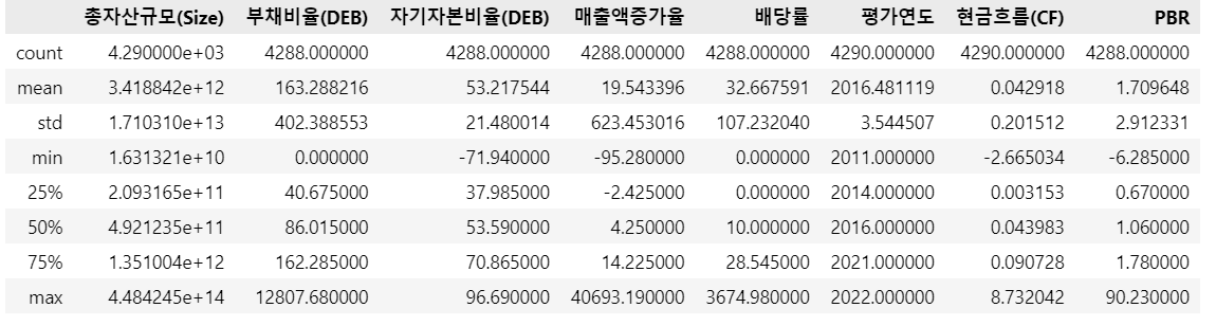 총자산규모(Size) 부채비율(DEB) 자기자본비율(DEB) 매출액증가율 배당률 평가연도 현금흐름(CF) PBR
count 4.290000e+03 4288.000000 4288.000000 4288.000000 4288.000000 4290.000000 4290.000000 4288.000000
mean 3.418842e+12 163.288216 53.217544 19.543396 32.667591 2016.481119 0.042918 1.709648
std 1.710310e+13 402.388553 21.480014 623.453016 107.232040 3.544507 0.201512 2.912331
min 1.631321e+10 0.000000 -71.940000 -95.280000 0.000000 2011.000000 -2.665034 -6.285000
25% 2.093165e+11 40.675000 37.985000 -2.425000 0.000000 2014.000000 0.003153 0.670000
50% 4.921235e+11 86.015000 53.590000 4.250000 10.000000 2016.000000 0.043983 1.060000
75% 1.351004e+12 162.285000 70.865000 14.225000 28.545000 2021.000000 0.090728 1.780000
max 4.484245e+14 12807.680000 96.690000 40693.190000 3674.980000 2022.000000 8.732042 90.230000